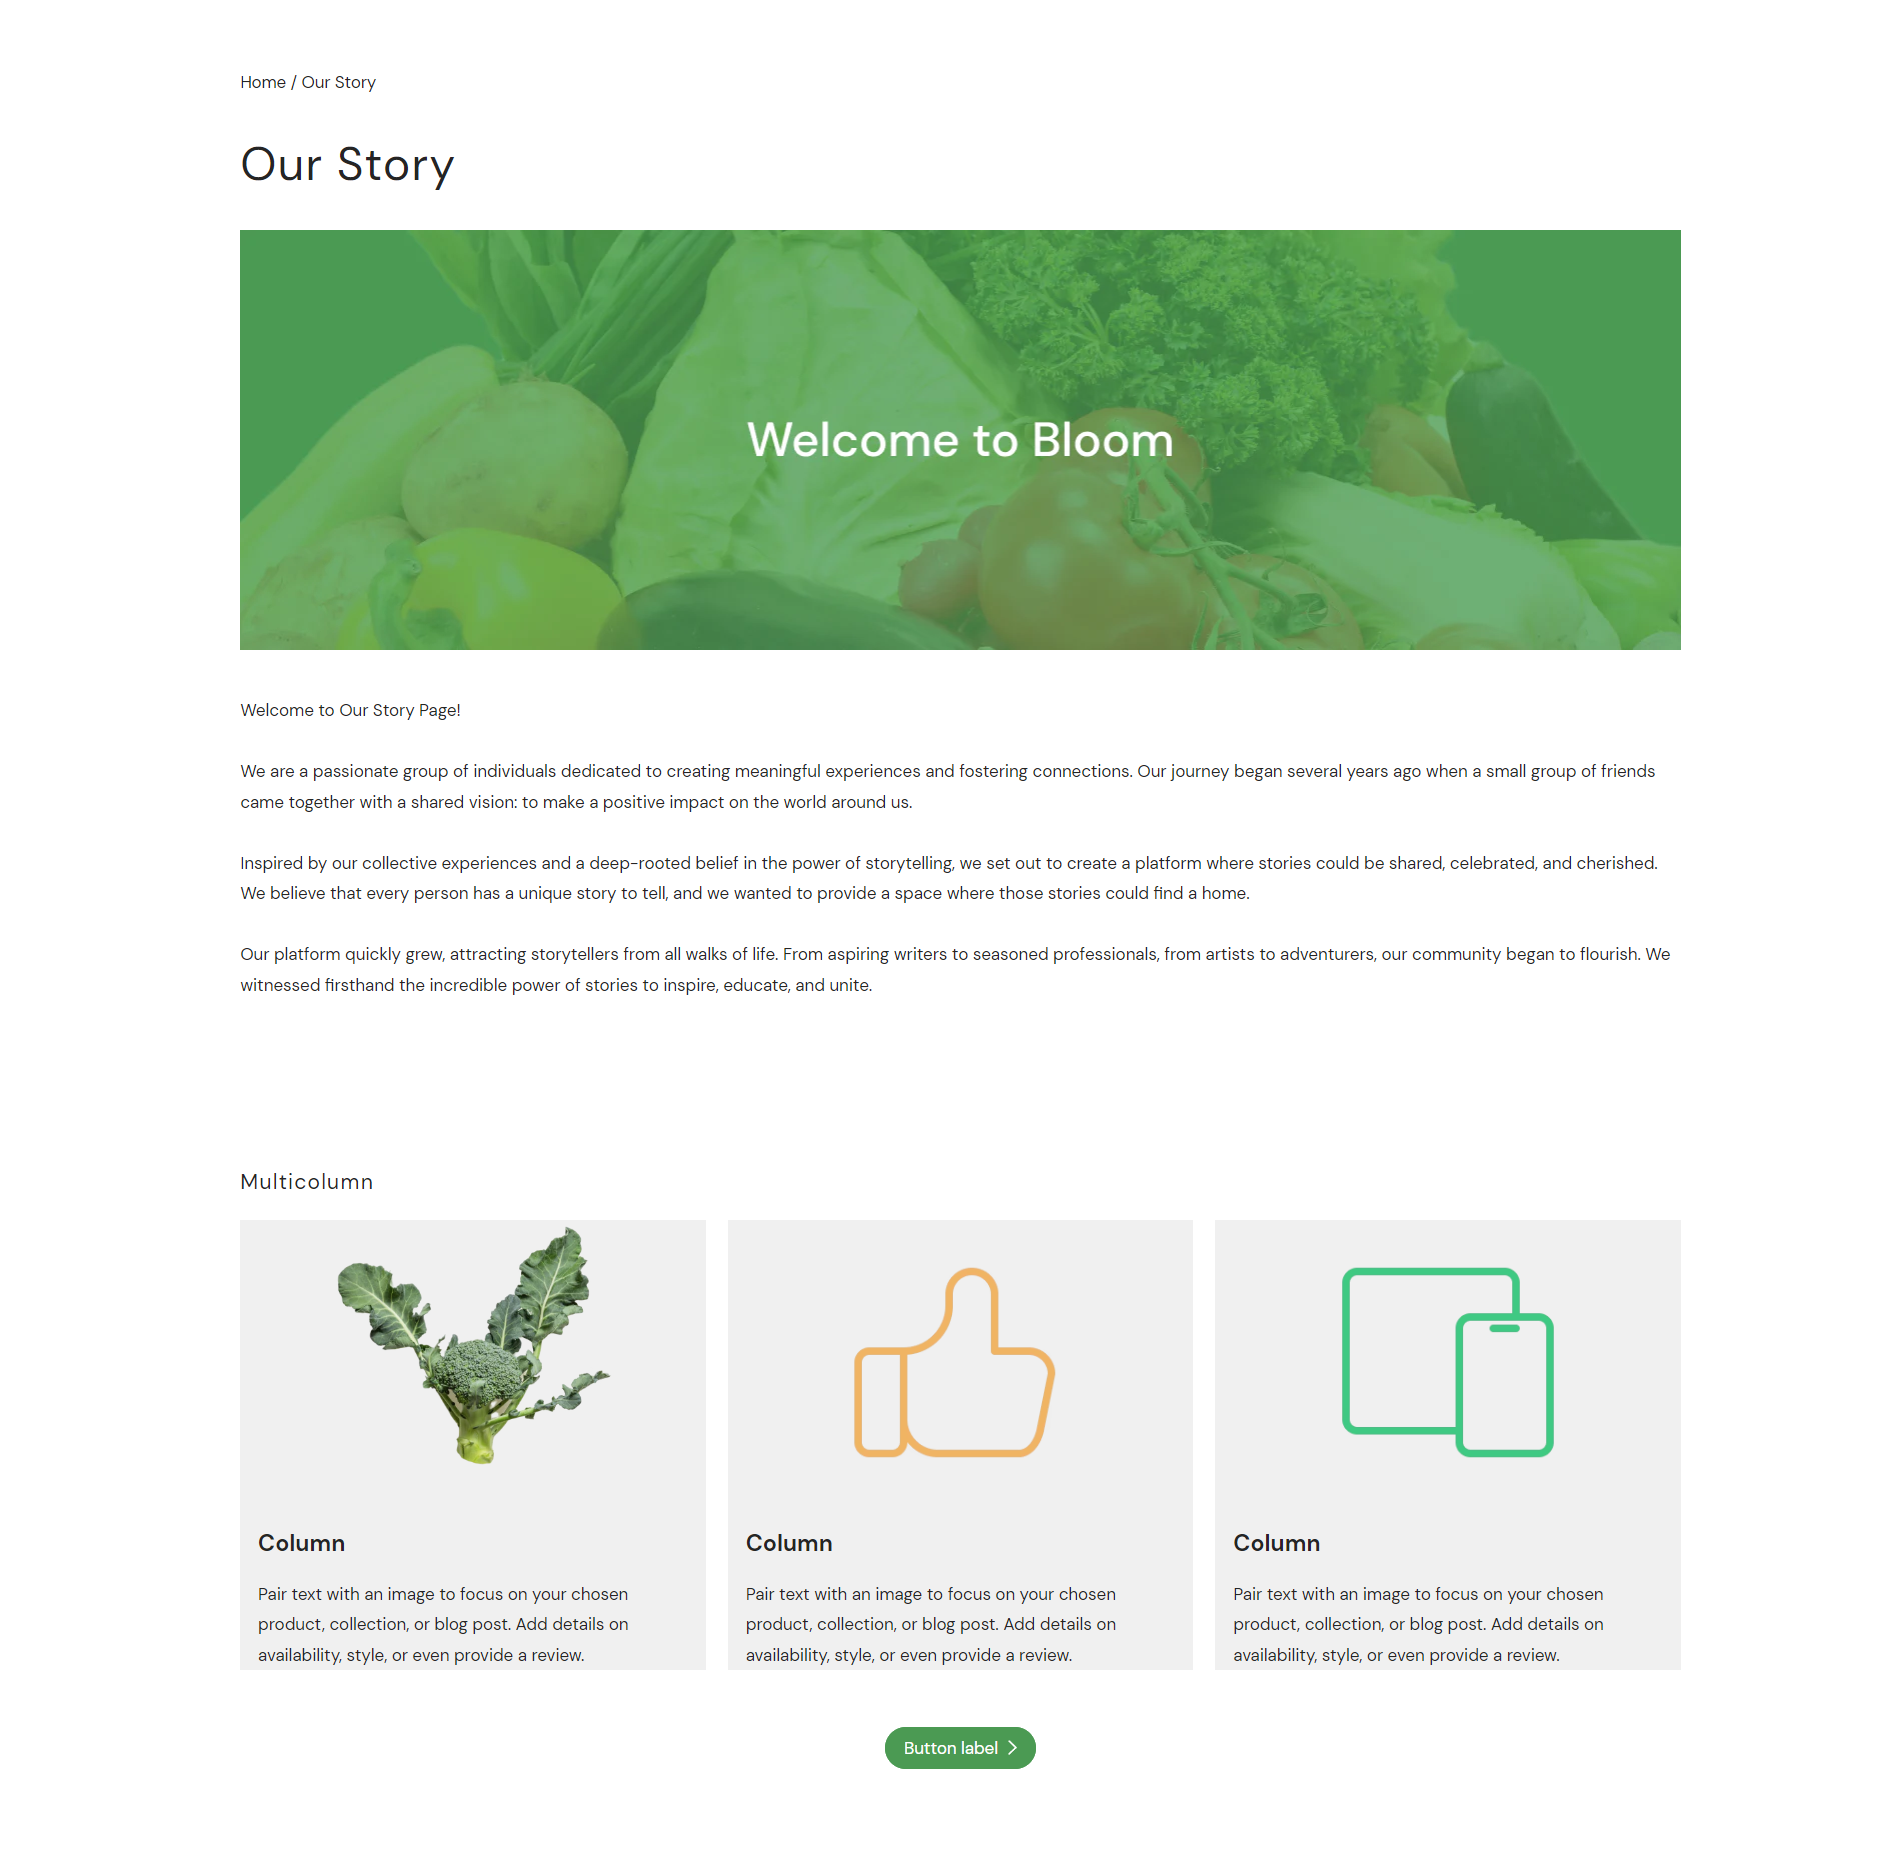 Home / Our Story
Our Story
Welcome to Bloom
Welcome to Our Story Page!
We are a passionate group of individuals dedicated to creating meaningful experiences and fostering connections. Our journey began several years ago when a small group of friends
came together with a shared vision: to make a positive impact on the world around us.
Inspired by our collective experiences and a deep-rooted belief in the power of storytelling, we set out to create a platform where stories could be shared, celebrated, and cherished.
We believe that every person has a unique story to tell, and we wanted to provide a space where those stories could find a home.
Our platform quickly grew, attracting storytellers from all walks of life. From aspiring writers to seasoned professionals, from artists to adventurers, our community began to flourish. We
witnessed firsthand the incredible power of stories to inspire, educate, and unite.
Multicolumn
Column
Pair text with an image to focus on your chosen
product, collection, or blog post. Add details on
availability, style, or even provide a review.
Column
Pair text with an image to focus on your chosen
product, collection, or blog post. Add details on
availability, style, or even provide a review.
Column
Pair text with an image to focus on your chosen
product, collection, or blog post. Add details on
availability, style, or even provide a review.
Button label